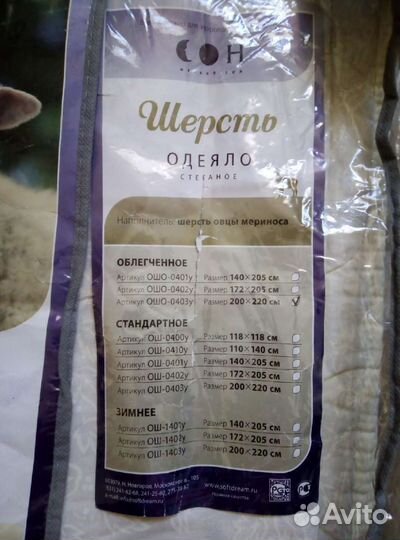 СОН
Шерсть
ОДЕЯЛО
СТЕГАНОЕ
Наполнитель: шерсть овцы мериноса
ОБЛЕГЧЕННОЕ
Артикул ОШО-0401у Размер 140×205 см
Артикул ОШО-0402у Размер 172×205 см
Артикул ОШО-0403у Размер 200×220 см
СТАНДАРТНОЕ
Артикул ОШ-0400у Размер 118×118 см
Артикул ОШ-0410у Размер 110×140 см
Артикул ОШ-0401у Размер 140×205 см
Артикул ОШ-0402у Размер 172×205 см
Артикул ОШ-0403у Размер 200×220 см
ЗИМНЕЕ
Артикул ОШ-1401у Размер 140×205 см
Артикул ОШ-1402у Размер 172×205 см
Артикул ОШ-1403у Размер 200×220 см
Н. Новгород, Московское ш., 105
www.softdream.ru
Avito